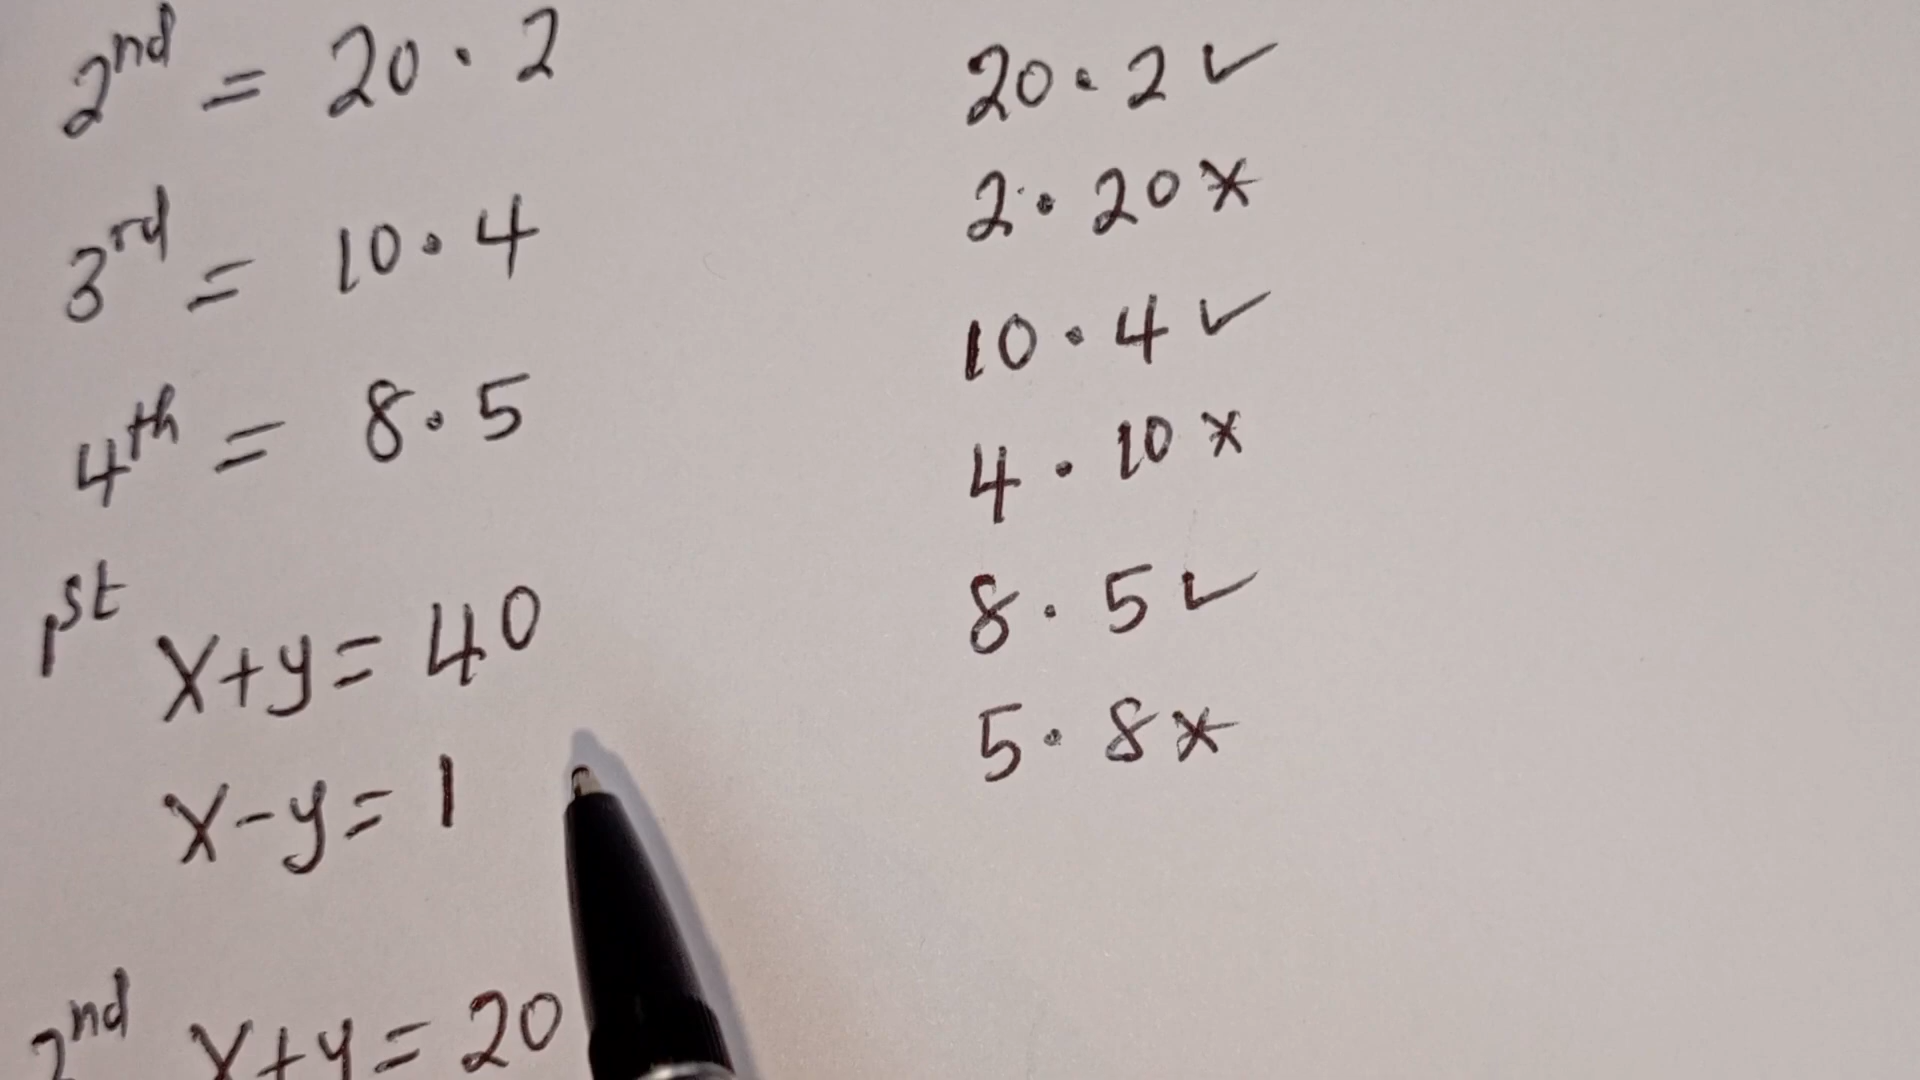 2nd = 20 · 2
3rd = 10 · 4
4th = 8 · 5
1st x+y = 40
x-y = 1
2nd x+y = 20
20 · 2 ✓
2 · 20 ×
10 · 4 ✓
4 · 10 ×
8 · 5 ✓
5 · 8 ×